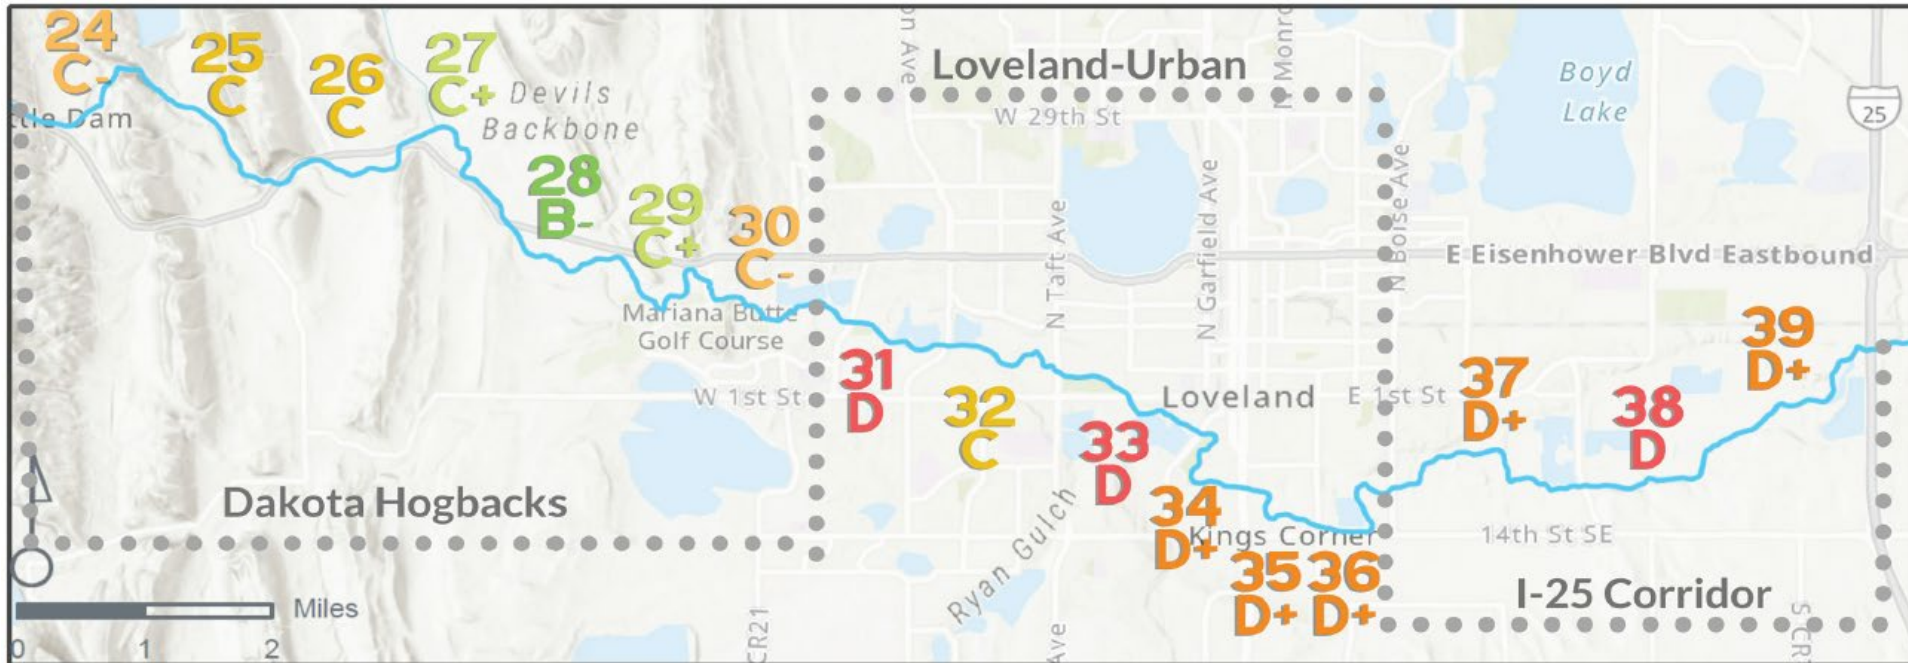 24
C-
25
C
26
C
27
C+
Devils
Backbone
28
B-
29
C+
30
C-
Dam
Mariana Butte
Golf Course
W 1st St
Dakota Hogbacks
Miles
0 1 2
CR21
Loveland-Urban
W 29th St
N Taft Ave
N Garfield Ave
N Boise Ave
31
D
32
C
33
D
34
D+
35
D+
36
D+
Loveland
E 1st St
Kings Corner
Ryan Gulch
Ave
Ave
Boyd
Lake
25
E Eisenhower Blvd Eastbound
37
D+
38
D
39
D+
14th St SE
I-25 Corridor